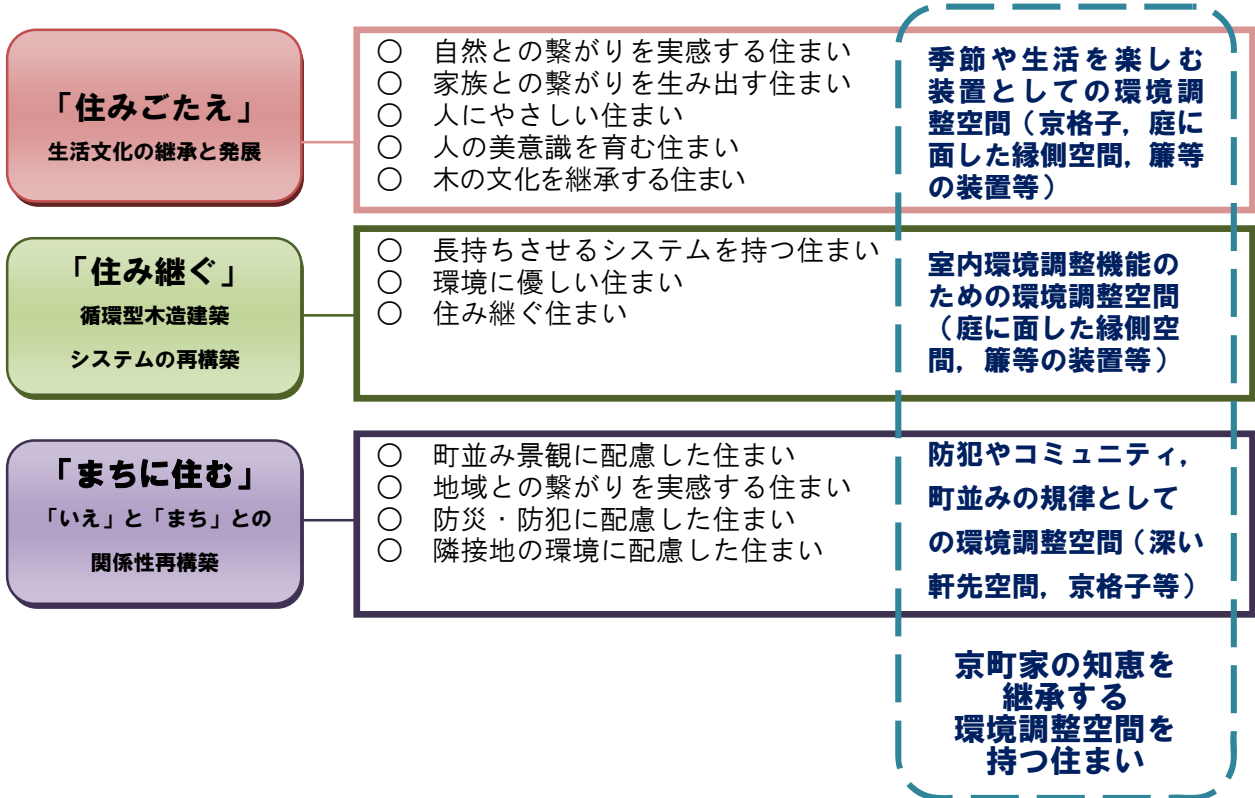 「住みごたえ」
生活文化の継承と発展
○ 自然との繋がりを実感する住まい
○ 家族との繋がりを生み出す住まい
○ 人にやさしい住まい
○ 人の美意識を育む住まい
○ 木の文化を継承する住まい
季節や生活を楽しむ
装置としての環境調
整空間（京格子，庭に
面した縁側空間，簾等
の装置等）
「住み継ぐ」
循環型木造建築
システムの再構築
○ 長持ちさせるシステムを持つ住まい
○ 環境に優しい住まい
○ 住み継ぐ住まい
室内環境調整機能の
ための環境調整空間
（庭に面した縁側空
間，簾等の装置等）
「まちに住む」
「いえ」と「まち」との
関係性再構築
○ 町並み景観に配慮した住まい
○ 地域との繋がりを実感する住まい
○ 防災・防犯に配慮した住まい
○ 隣接地の環境に配慮した住まい
防犯やコミュニティ，
町並みの規律として
の環境調整空間（深い
軒先空間，京格子等）
京町家の知恵を
継承する
環境調整空間を
持つ住まい